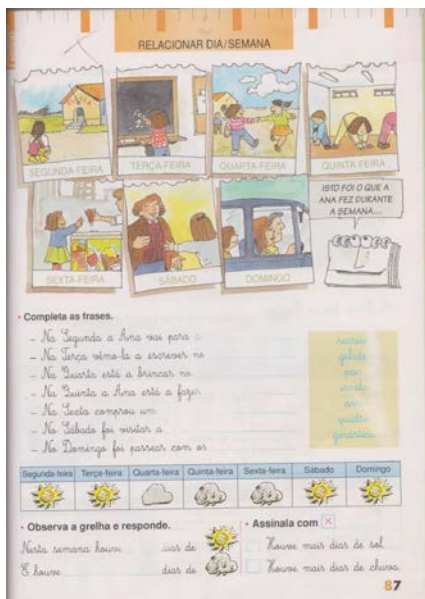 RELACIONAR DIA/SEMANA
SEGUNDA-FEIRA
TERÇA-FEIRA
QUARTA-FEIRA
QUINTA-FEIRA
ISTO FOI O QUE A
ANA FEZ DURANTE
A SEMANA...
SEXTA-FEIRA
SÁBADO
DOMINGO
Completa as frases.
– Na Segunda a Ana vai para a
– Na Terça vêmo-la a escrever no
– Na Quarta está a brincar no
– Na Quinta a Ana está a fazer
– Na Sexta comprou um
– No Sábado foi visitar a
– No Domingo foi passear com os
recreio
gelado
pais
escola
avó
quadro
ginástica
Segunda-feira Terça-feira Quarta-feira Quinta-feira Sexta-feira Sábado Domingo
Observa a grelha e responde.
Nesta semana houve dias de
E houve dias de
Assinala com X
Houve mais dias de sol.
Houve mais dias de chuva.
87